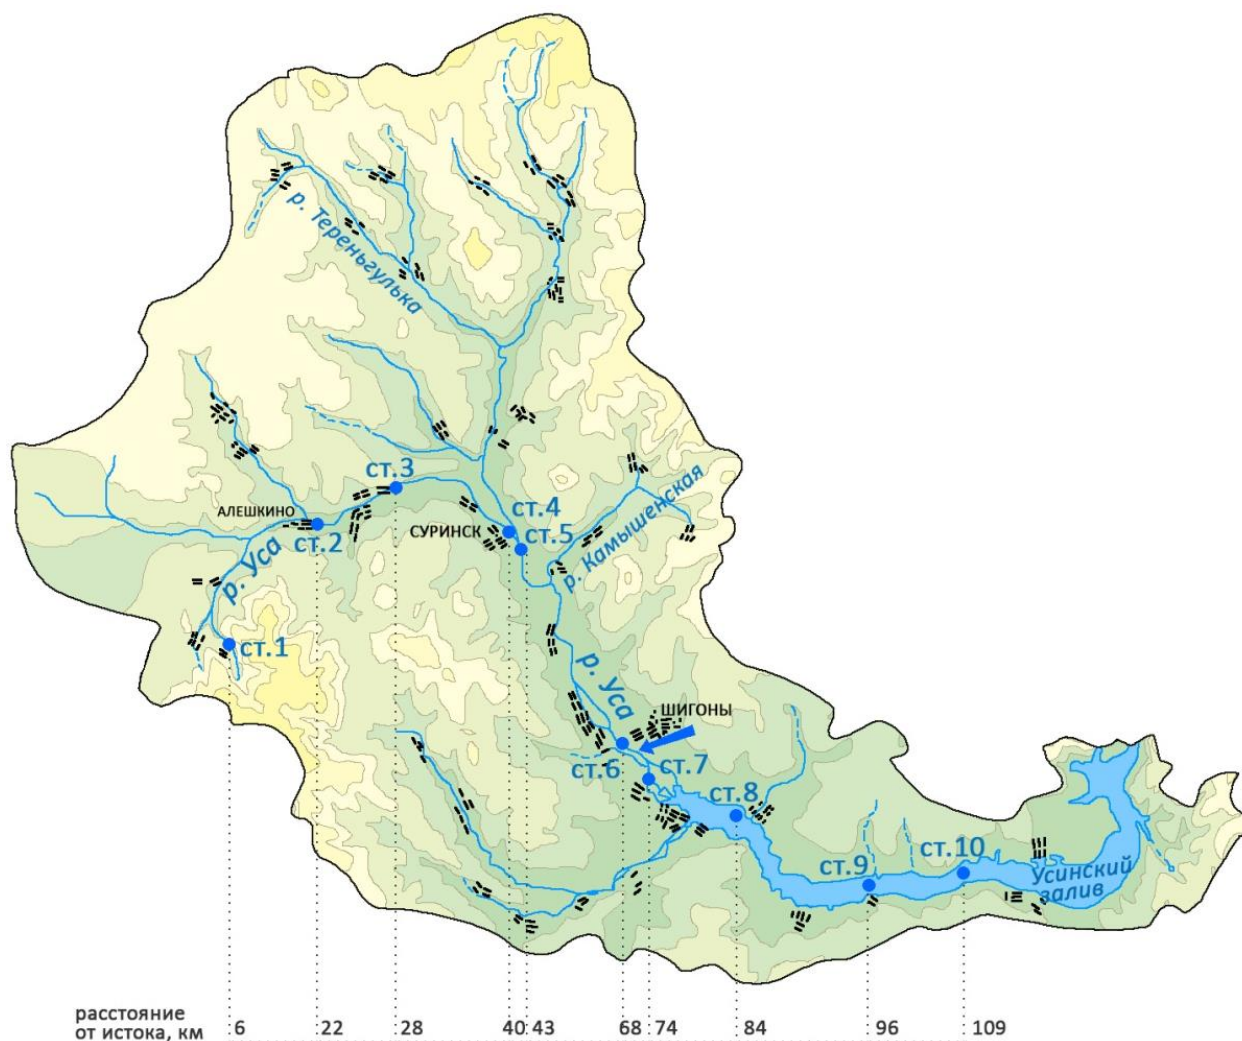 р. Тереньгулька
ст.3
АЛЕШКИНО
ст.2
ст.4
СУРИНСК
ст.5
р. Камышенская
р. Уса
ст.1
р. Уса
ШИГОНЫ
ст.6
ст.7
ст.8
ст.9
ст.10
Усинский
залив
расстояние
от истока, км
6 22 28 40 43 68 74 84 96 109